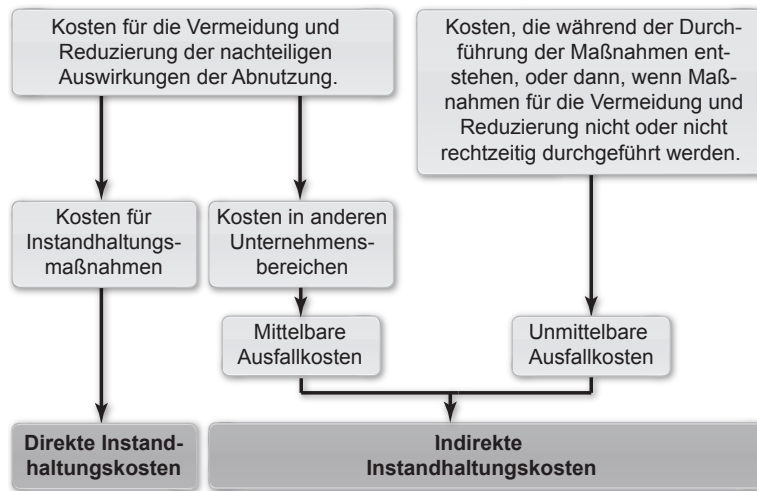 Kosten für die Vermeidung und
Reduzierung der nachteiligen
Auswirkungen der Abnutzung.
Kosten, die während der Durch-
führung der Maßnahmen ent-
stehen, oder dann, wenn Maß-
nahmen für die Vermeidung und
Reduzierung nicht oder nicht
rechtzeitig durchgeführt werden.
Kosten für
Instandhaltungs-
maßnahmen
Kosten in anderen
Unternehmens-
bereichen
Mittelbare
Ausfallkosten
Unmittelbare
Ausfallkosten
Direkte Instand-
haltungskosten
Indirekte
Instandhaltungskosten